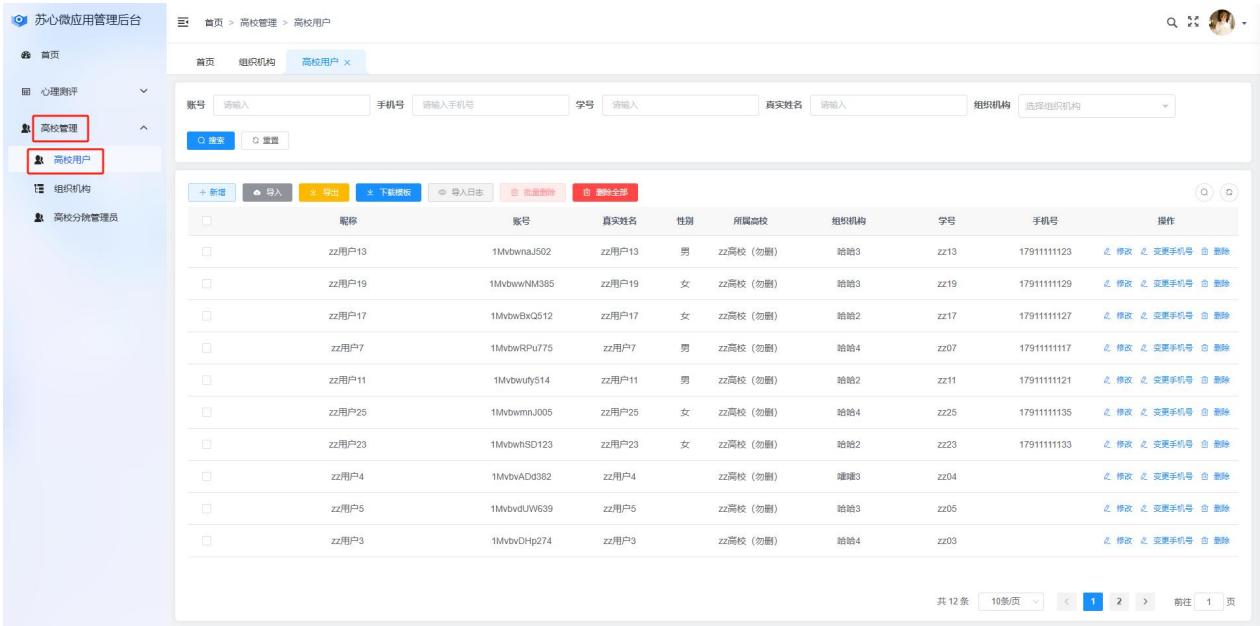 苏心微应用管理后台
首页 > 高校管理 > 高校用户
首页
心理测评
高校管理
高校用户
组织机构
高校分院管理员
首页 组织机构 高校用户 ×
账号 请输入 手机号 请输入手机号 学号 请输入 真实姓名 请输入 组织机构 选择组织机构
搜索 重置
+ 新增 导入 导出 下载模板 导入日志 批量删除 删除全部
昵称 账号 真实姓名 性别 所属高校 组织机构 学号 手机号 操作
zz用户13 1MvbwnaJ502 zz用户13 男 zz高校（勿删） 哈哈3 zz13 17911111123 修改 变更手机号 删除
zz用户19 1MvbwwNM385 zz用户19 女 zz高校（勿删） 哈哈3 zz19 17911111129 修改 变更手机号 删除
zz用户17 1MvbwBxQ512 zz用户17 女 zz高校（勿删） 哈哈2 zz17 17911111127 修改 变更手机号 删除
zz用户7 1MvbwRPu775 zz用户7 男 zz高校（勿删） 哈哈4 zz07 17911111117 修改 变更手机号 删除
zz用户11 1Mvbwufy514 zz用户11 男 zz高校（勿删） 哈哈2 zz11 17911111121 修改 变更手机号 删除
zz用户25 1MvbwmnJ005 zz用户25 女 zz高校（勿删） 哈哈4 zz25 17911111135 修改 变更手机号 删除
zz用户23 1MvbwhSD123 zz用户23 女 zz高校（勿删） 哈哈2 zz23 17911111133 修改 变更手机号 删除
zz用户4 1MvbvADd382 zz用户4 zz高校（勿删） zz04 修改 变更手机号 删除
zz用户5 1MvbvdUW639 zz用户5 zz高校（勿删） 哈哈3 zz05 修改 变更手机号 删除
zz用户3 1MvbvDHp274 zz用户3 zz高校（勿删） 哈哈4 zz03 修改 变更手机号 删除
共 12 条 10条/页 < 1 2 > 前往 1 页